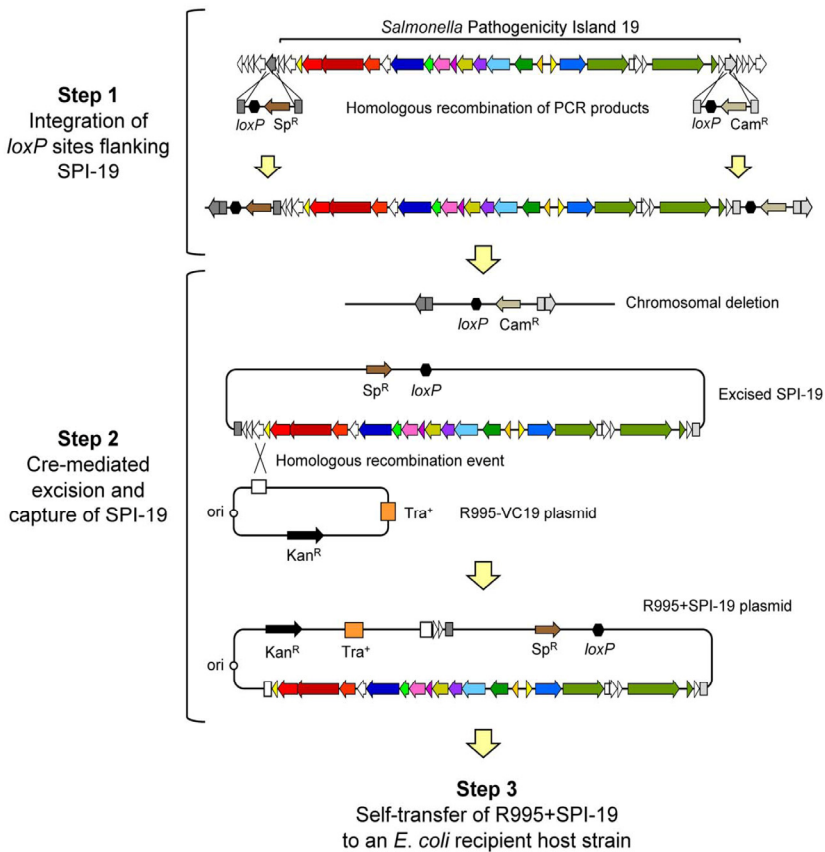 Salmonella Pathogenicity Island 19
Step 1
Integration of
loxP sites flanking
SPI-19
Homologous recombination of PCR products
loxP SpR
loxP CamR
Chromosomal deletion
loxP CamR
SpR loxP
Excised SPI-19
Step 2
Cre-mediated
excision and
capture of SPI-19
Homologous recombination event
ori
Tra+
R995-VC19 plasmid
KanR
R995+SPI-19 plasmid
KanR Tra+ SpR loxP
ori
Step 3
Self-transfer of R995+SPI-19
to an E. coli recipient host strain